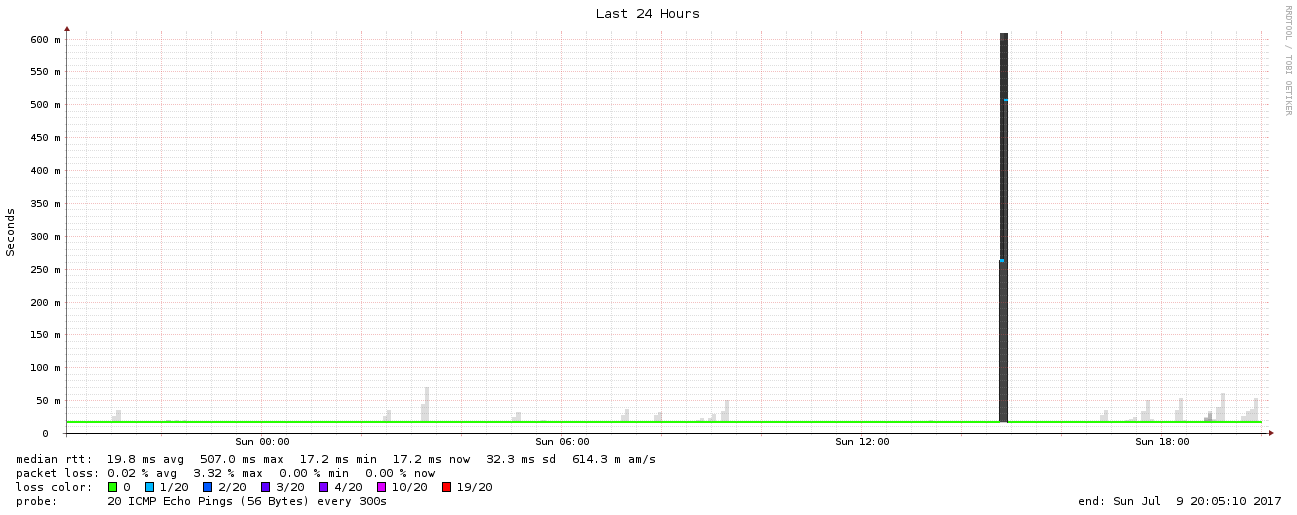 Last 24 Hours
RRDTOOL / TOBI OETIKER
600 m
550 m
500 m
450 m
400 m
350 m
300 m
250 m
200 m
150 m
100 m
50 m
0
Seconds
Sun 00:00 Sun 06:00 Sun 12:00 Sun 18:00
median rtt: 19.8 ms avg 507.0 ms max 17.2 ms min 17.2 ms now 32.3 ms sd 614.3 m am/s
packet loss: 0.02 % avg 3.32 % max 0.00 % min 0.00 % now
loss color: 0 1/20 2/20 3/20 4/20 10/20 19/20
probe: 20 ICMP Echo Pings (56 Bytes) every 300s end: Sun Jul 9 20:05:10 2017